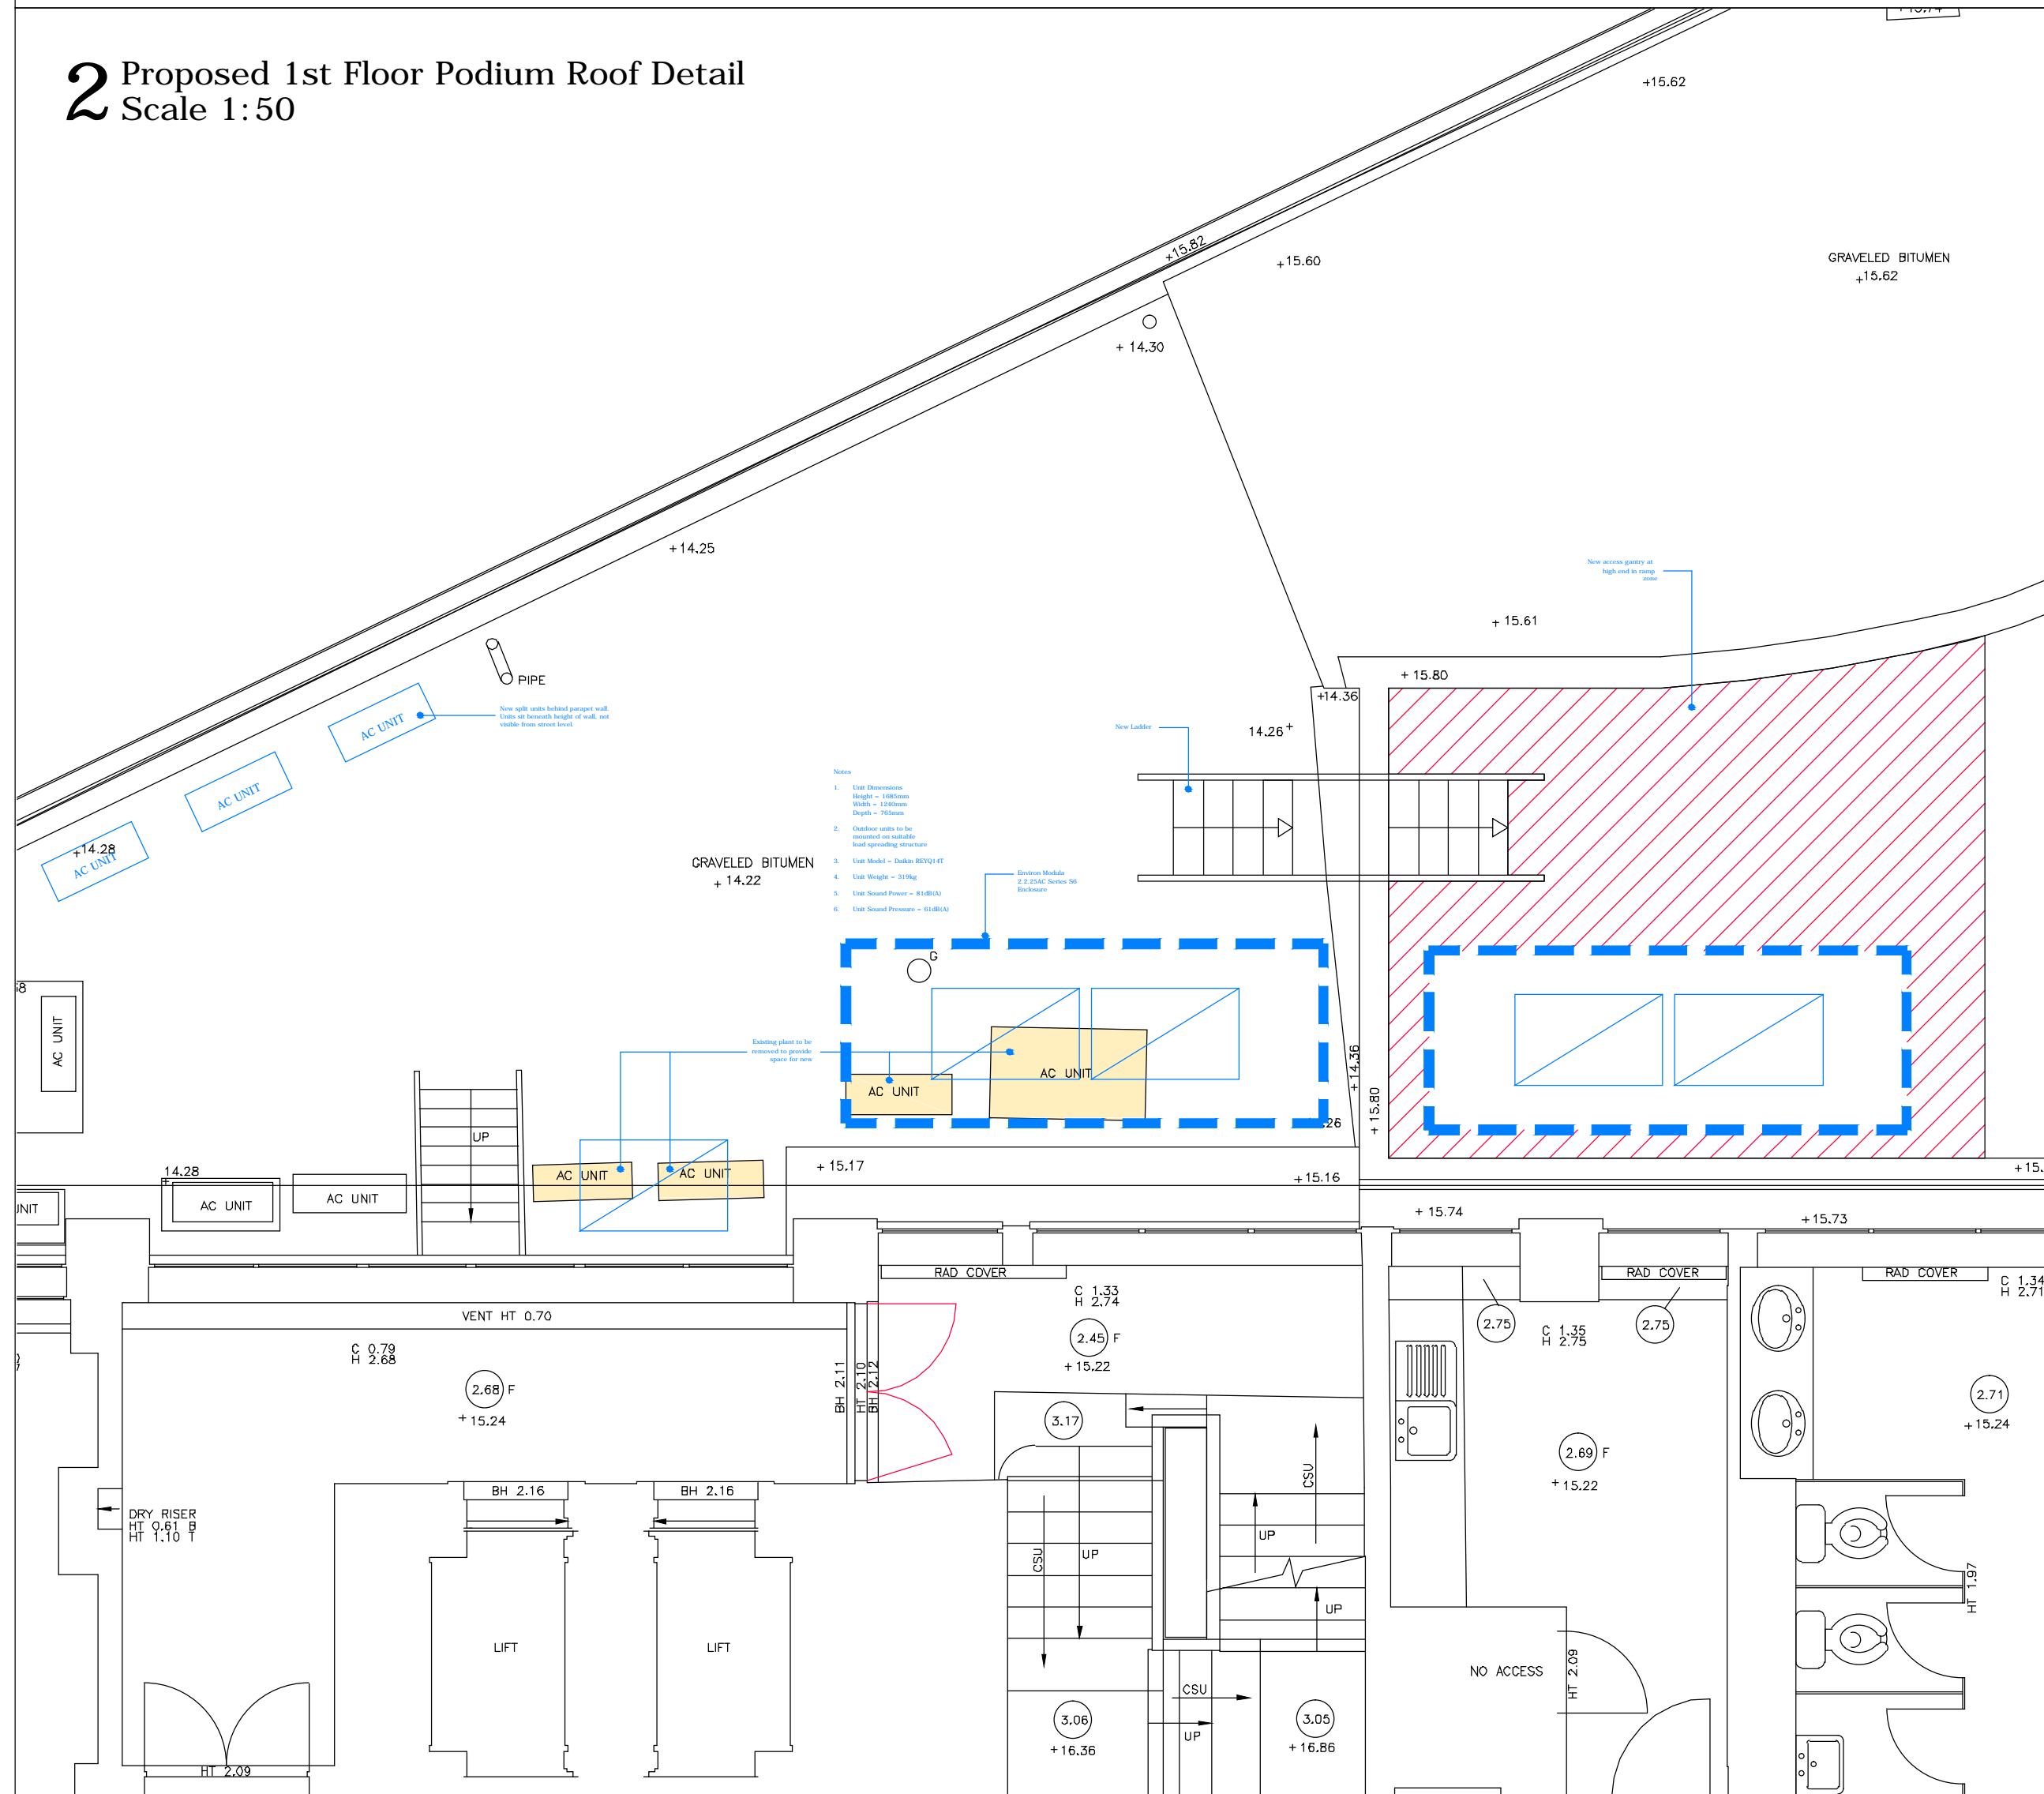 2 Proposed 1st Floor Podium Roof Detail
Scale 1:50
+15.62
+15.82
+15.60
GRAVELED BITUMEN
+15.62
+ 14.30
+14.25
New access gantry at
high end in ramp
zone
+ 15.61
PIPE
+ 15.80
+14.36
AC UNIT
New split units behind parapet wall.
Units sit beneath height of wall, not
visible from street level
New Ladder
14.26 +
AC UNIT
Notes
1. Unit Dimensions
Height - 1685mm
Width - 1240mm
Depth - 765mm
2. Outdoor units to be
mounted on suitable
load spreading structure
3. Unit Model - Daikin REYQ14T
4. Unit Weight - 319kg
5. Unit Sound Power - 81dB(A)
6. Unit Sound Pressure - 61dB(A)
+14.28
AC UNIT
GRAVELED BITUMEN
+ 14.22
Environ Modula
2.2.25AC Series S6
Enclosure
G
AC UNIT
Existing plant to be
removed to provide
space for new
AC UNIT
AC UNIT
+14.36
+15.80
UP
14.28
+
AC UNIT
AC UNIT
AC UNIT
AC UNIT
+ 15.17
+15.16
+ 15.74
+15.73
RAD COVER
RAD COVER
RAD COVER
VENT HT 0.70
C 1.33
H 2.74
C 1.34
H 2.71
2.75
2.75
C 1.35
H 2.75
C 0.79
H 2.68
2.45 F
+ 15.22
BH 2.11
HT 2.10
BH 2.12
2.68 F
+ 15.24
3.17
2.71
+ 15.24
2.69 F
+ 15.22
BH 2.16
BH 2.16
DRY RISER
HT 0.61 B
HT 1.10 T
CSU
UP
CSU
UP
UP
HT 1.97
LIFT
LIFT
NO ACCESS
HT 2.09
CSU
UP
3.06
+16.36
3.05
+16.86
HT 2.09